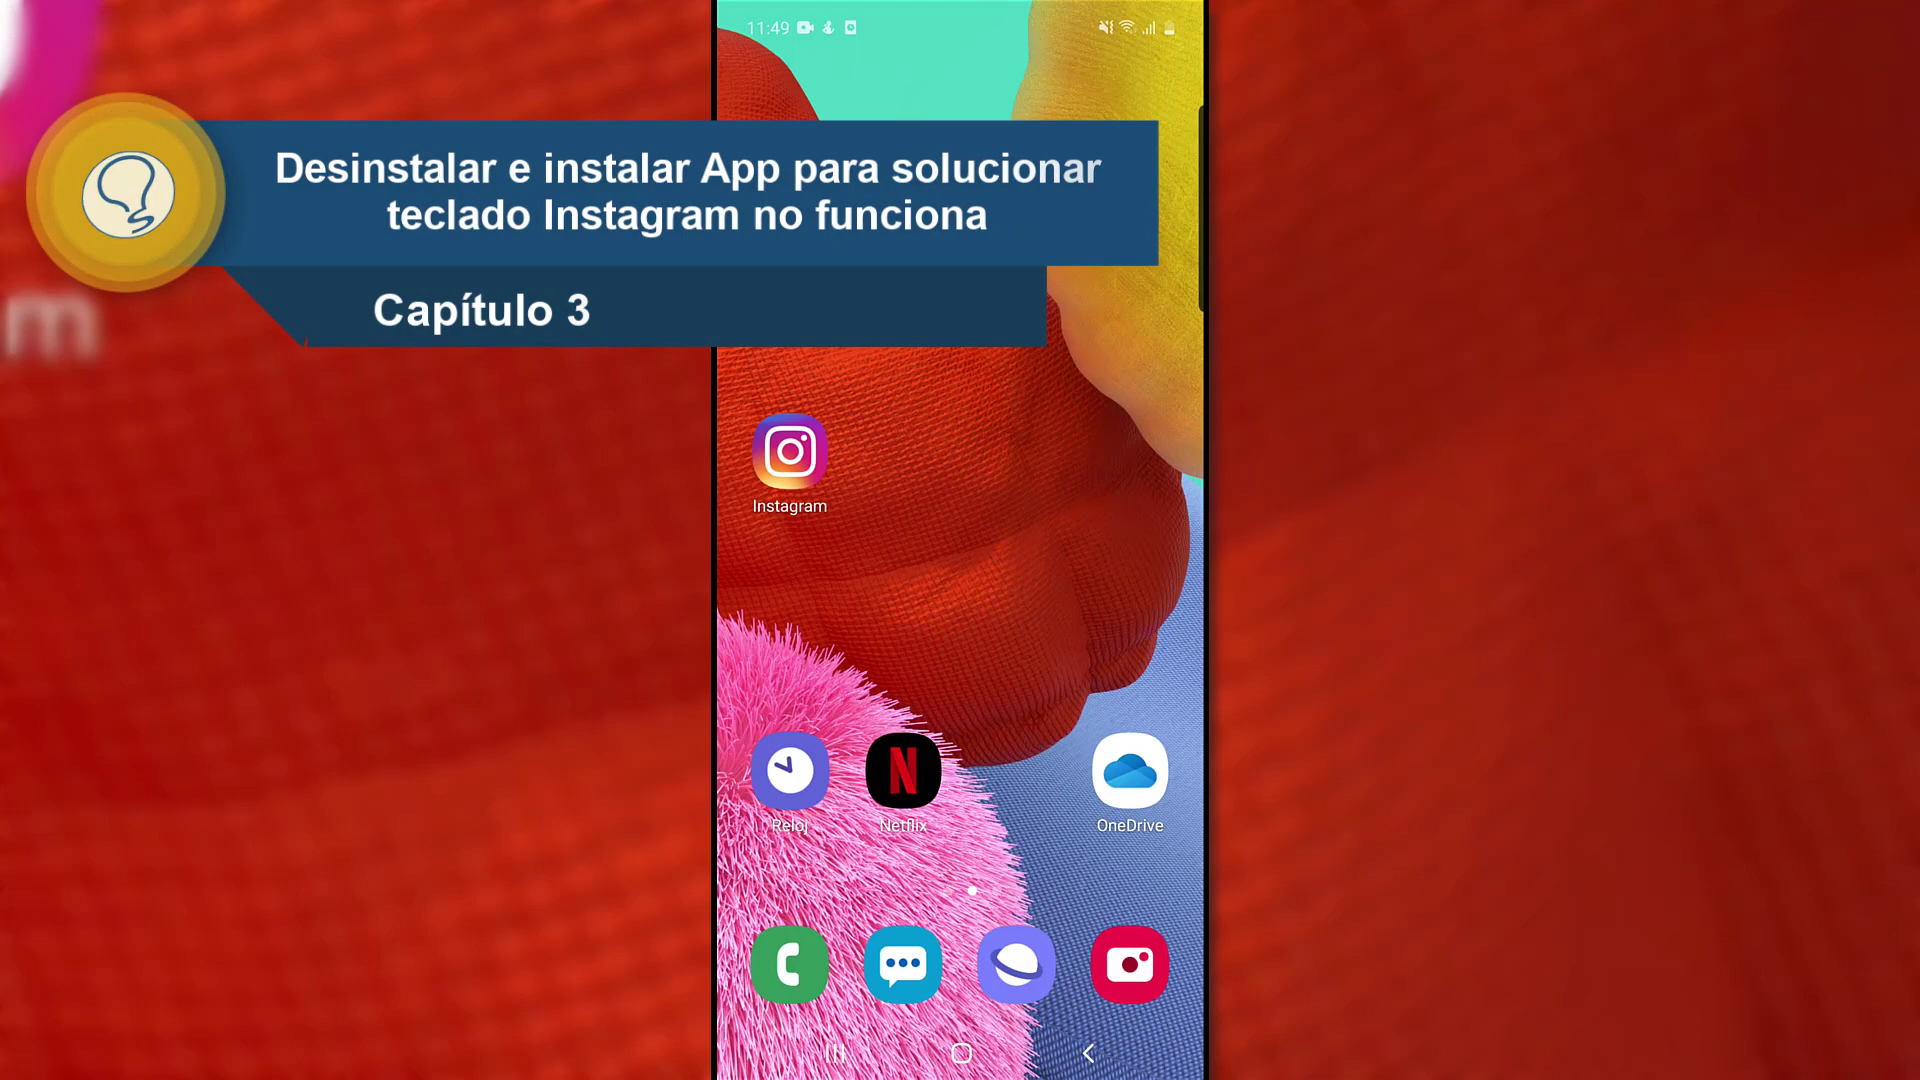 11:49
Desinstalar e instalar App para solucionar
teclado Instagram no funciona
Capítulo 3
m
Instagram
Reloj
Netflix
OneDrive